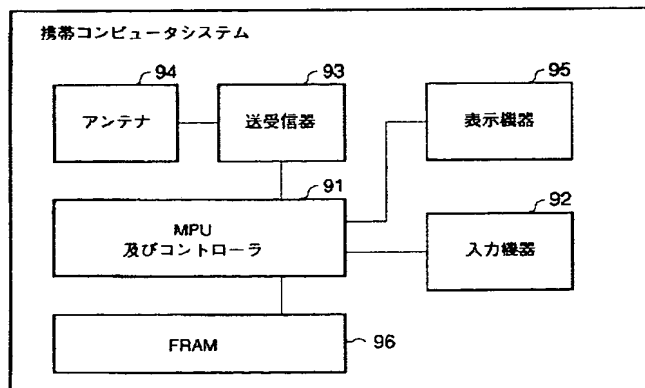 携帯コンピュータシステム
94
93
95
アンテナ
送受信器
表示機器
91
92
MPU
及びコントローラ
入力機器
FRAM
96